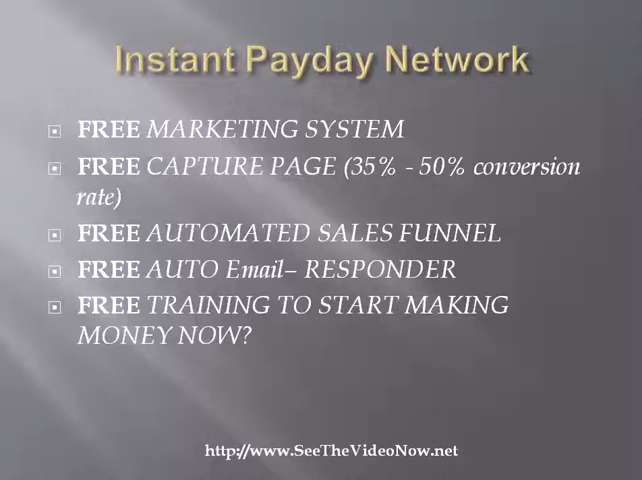 Instant Payday Network
FREE MARKETING SYSTEM
FREE CAPTURE PAGE (35% - 50% conversion
rate)
FREE AUTOMATED SALES FUNNEL
FREE AUTO Email– RESPONDER
FREE TRAINING TO START MAKING
MONEY NOW?
http://www.SeeTheVideoNow.net